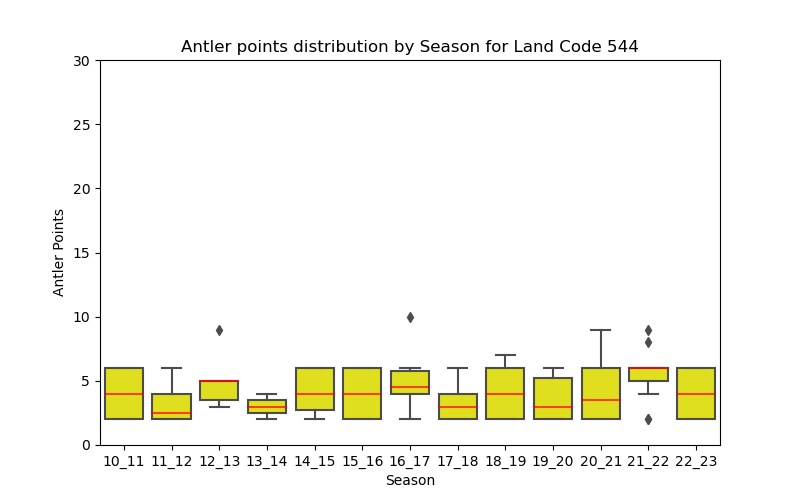 Antler points distribution by Season for Land Code 544
30
25
20
15
10
5
0
Antler Points
10_11 11_12 12_13 13_14 14_15 15_16 16_17 17_18 18_19 19_20 20_21 21_22 22_23
Season